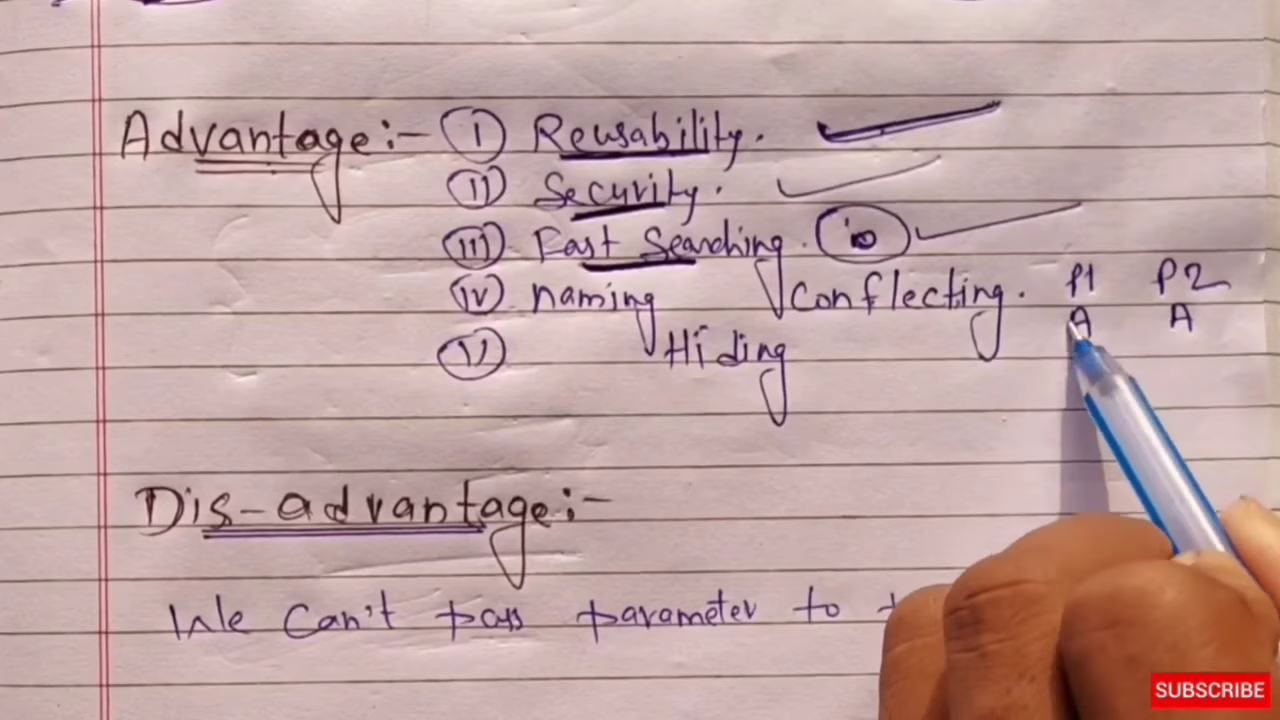 Advantage:- (i) Reusability.
(ii) Security.
(iii) Fast Searching. io
(iv) naming conflecting. P1 P2
A A
(v) Hiding
Dis-advantage:-
We Can't pass parameter to
SUBSCRIBE